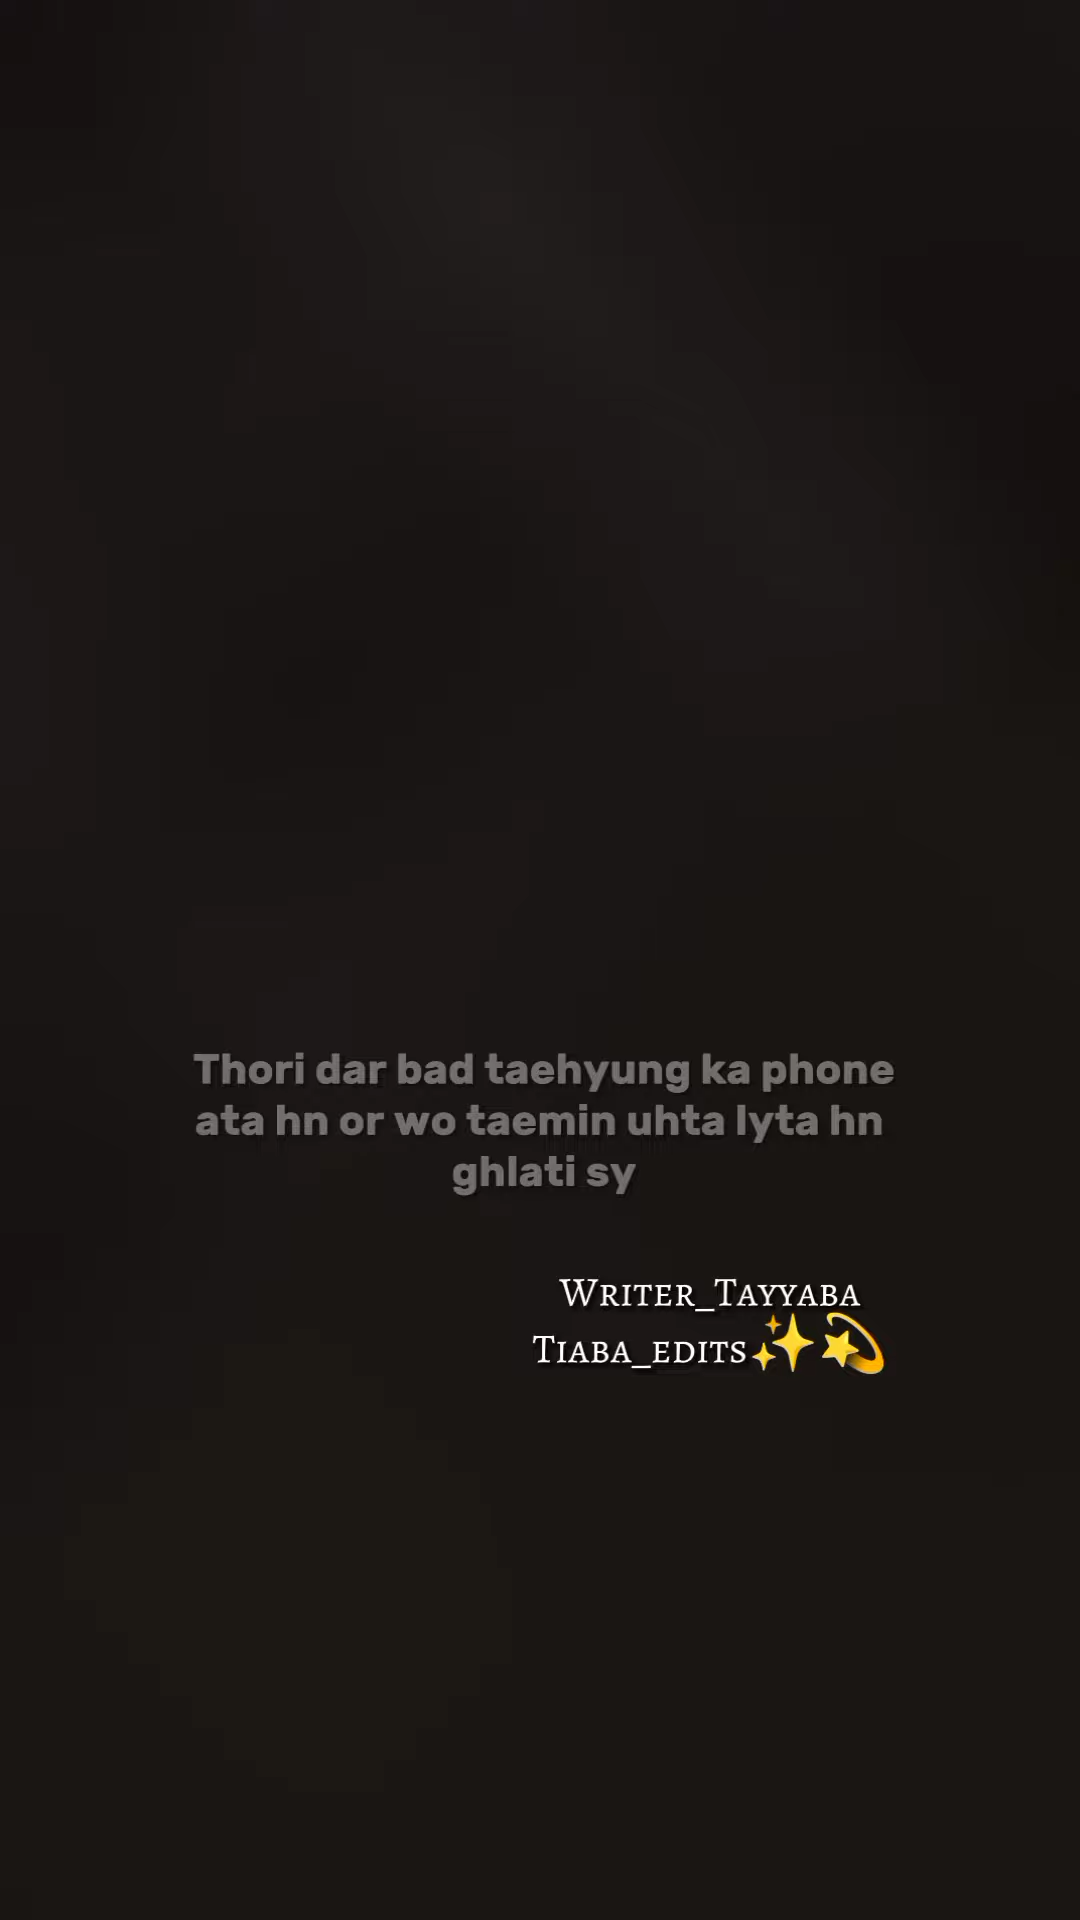 Thori dar bad taehyung ka phone
ata hn or wo taemin uhta lyta hn
ghlati sy
Writer_Tayyaba
Tiaba_edits✨💫